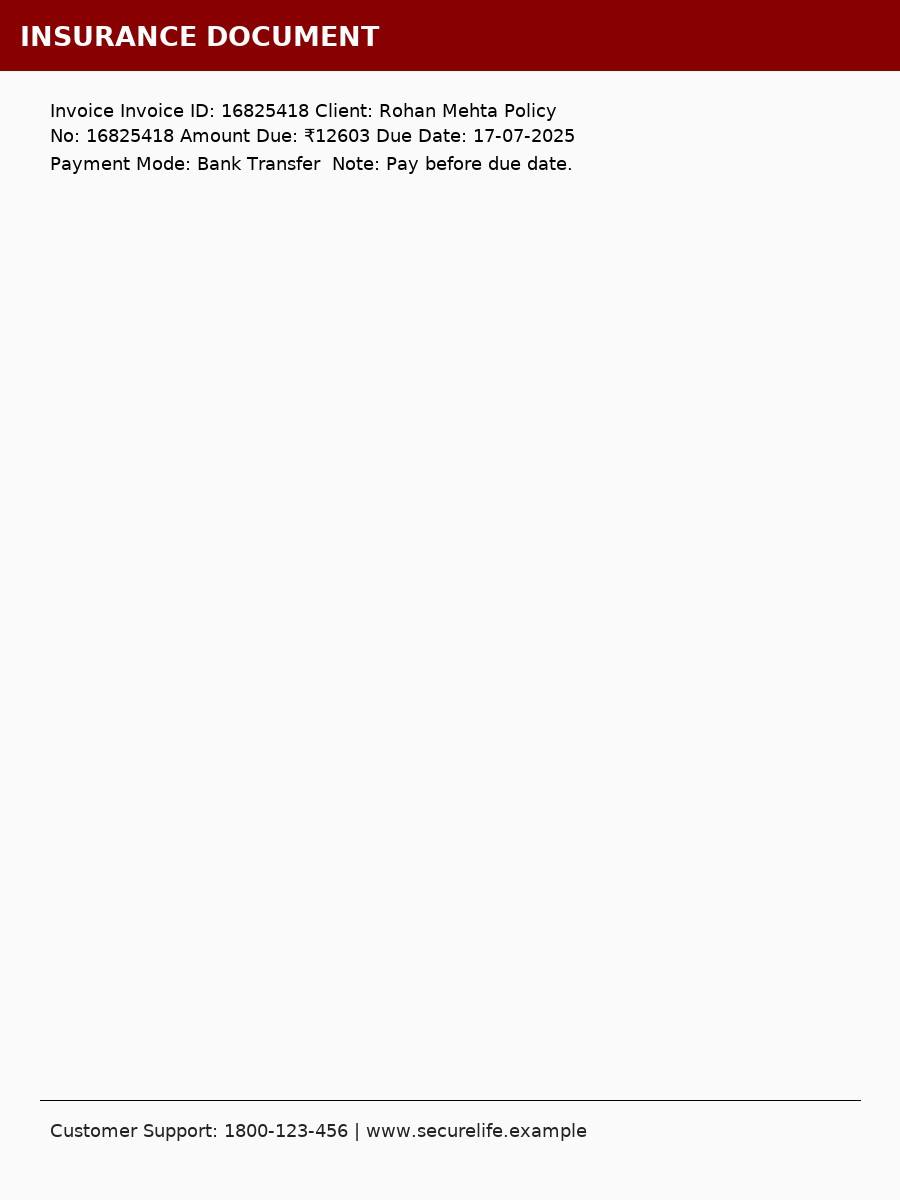 INSURANCE DOCUMENT
Invoice Invoice ID: 16825418 Client: Rohan Mehta Policy
No: 16825418 Amount Due: ₹12603 Due Date: 17-07-2025
Payment Mode: Bank Transfer  Note: Pay before due date.
Customer Support: 1800-123-456 | www.securelife.example